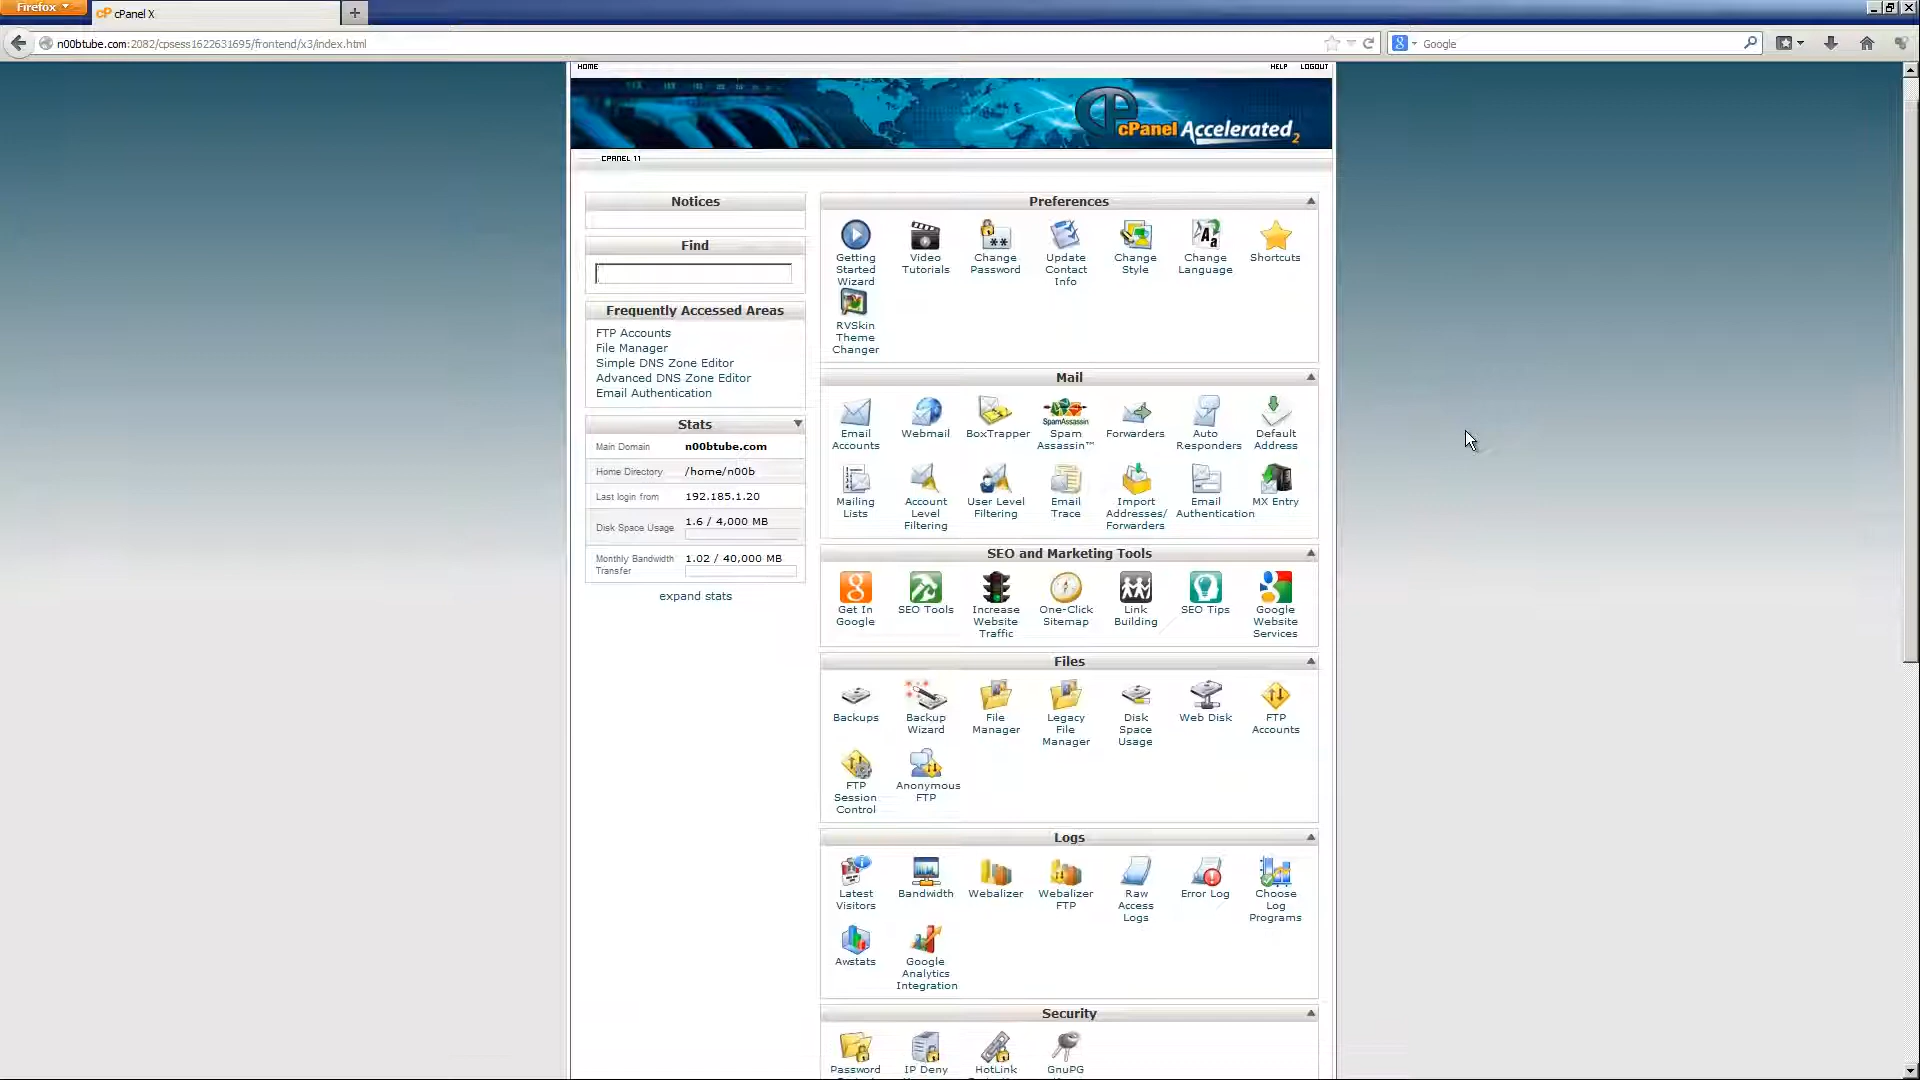 Firefox
cPanel X
n00btube.com:2082/cpsess1622631695/frontend/x3/index.html
Google
HOME
HELP LOGOUT
cPanel Accelerated2
CPANEL 11
Notices
Find
Frequently Accessed Areas
FTP Accounts
File Manager
Simple DNS Zone Editor
Advanced DNS Zone Editor
Email Authentication
Stats
Main Domain n00btube.com
Home Directory /home/n00b
Last login from 192.185.1.20
Disk Space Usage 1.6 / 4,000 MB
Monthly Bandwidth Transfer 1.02 / 40,000 MB
expand stats
Preferences
Getting Started Wizard
Video Tutorials
Change Password
Update Contact Info
Change Style
Change Language
Shortcuts
RVSkin Theme Changer
Mail
Email Accounts
Webmail
BoxTrapper
SpamAssassin
Spam Assassin™
Forwarders
Auto Responders
Default Address
Mailing Lists
Account Level Filtering
User Level Filtering
Email Trace
Import Addresses/ Forwarders
Email Authentication
MX Entry
SEO and Marketing Tools
Get In Google
SEO Tools
Increase Website Traffic
One-Click Sitemap
Link Building
SEO Tips
Google Website Services
Files
Backups
Backup Wizard
File Manager
Legacy File Manager
Disk Space Usage
Web Disk
FTP Accounts
FTP Session Control
Anonymous FTP
Logs
Latest Visitors
Bandwidth
Webalizer
Webalizer FTP
Raw Access Logs
Error Log
Choose Log Programs
Awstats
Google Analytics Integration
Security
Password
IP Deny
HotLink
GnuPG